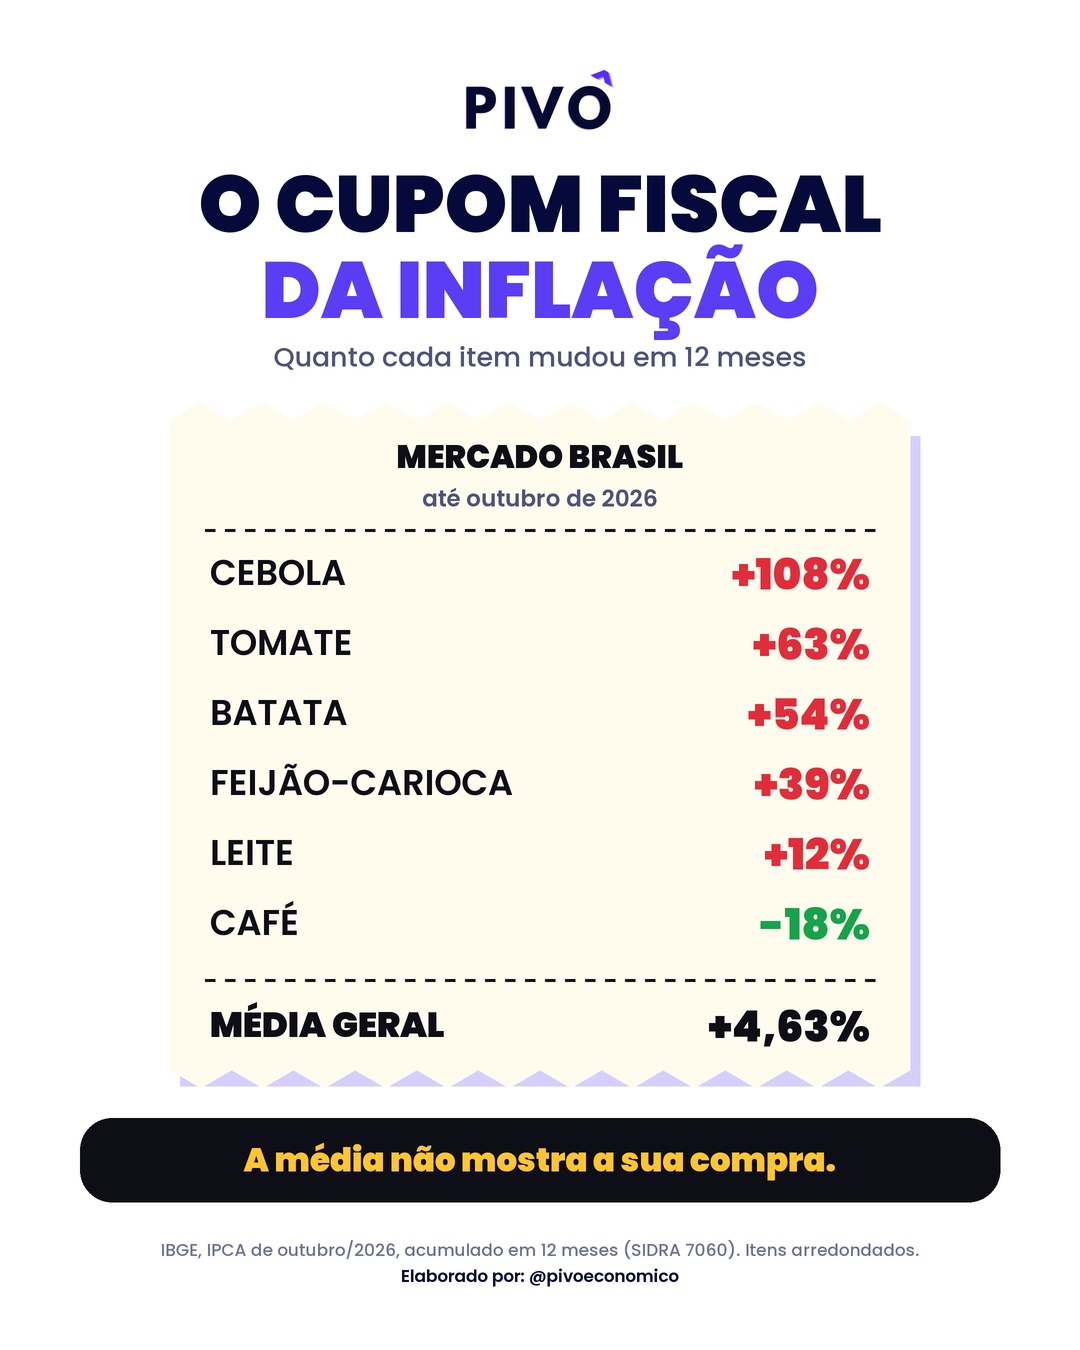 PIVÔ
O CUPOM FISCAL
DA INFLAÇÃO
Quanto cada item mudou em 12 meses
MERCADO BRASIL
até outubro de 2026
CEBOLA +108%
TOMATE +63%
BATATA +54%
FEIJÃO-CARIOCA +39%
LEITE +12%
CAFÉ -18%
MÉDIA GERAL +4,63%
A média não mostra a sua compra.
IBGE, IPCA de outubro/2026, acumulado em 12 meses (SIDRA 7060). Itens arredondados.
Elaborado por: @pivoeconomico